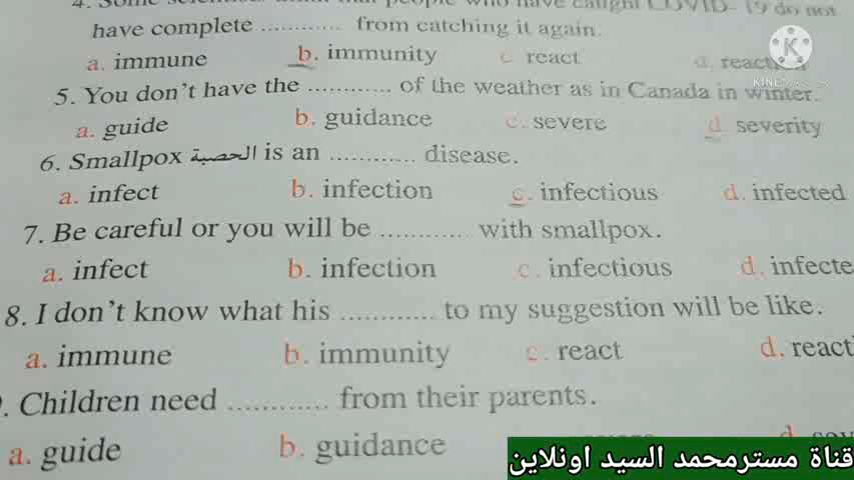 have complete ............ from catching it again.
a. immune b. immunity c react
5. You don't have the ............ of the weather as in Canada in winter.
a. guide b. guidance c. severe d. severity
6. Smallpox الحصبة is an ............ disease.
a. infect b. infection c. infectious d. infected
7. Be careful or you will be ............ with smallpox.
a. infect b. infection c. infectious d. infecte
8. I don't know what his ............ to my suggestion will be like.
a. immune b. immunity c. react d. react
. Children need ............ from their parents.
a. guide b. guidance
قناة مسترمحمد السيد اونلاين